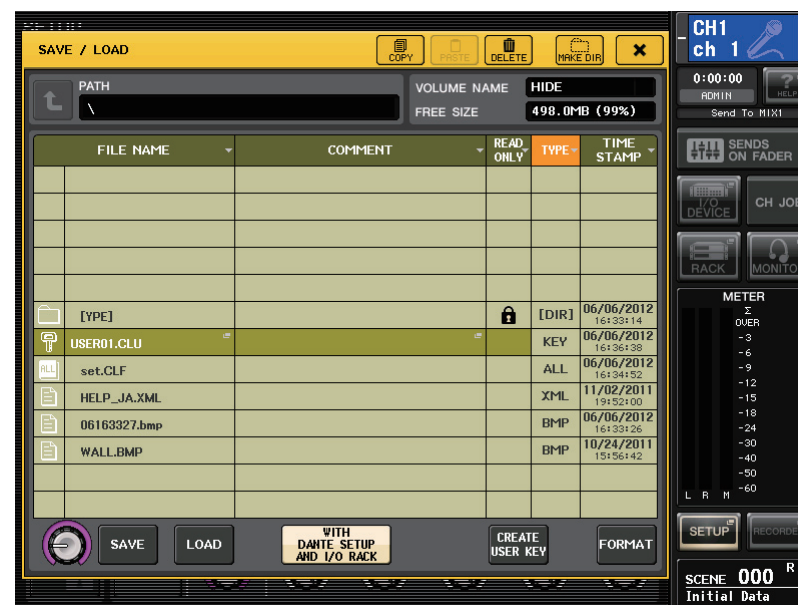 SAVE / LOAD
COPY
PASTE
DELETE
MAKE DIR
PATH
\
VOLUME NAME HIDE
FREE SIZE 498.0MB (99%)
FILE NAME COMMENT READ ONLY TYPE TIME STAMP
[YPE] [DIR] 06/06/2012 16:33:14
USER01.CLU KEY 06/06/2012 16:36:38
ALL set.CLF ALL 06/06/2012 16:34:52
HELP_JA.XML XML 11/02/2011 19:52:00
06163327.bmp BMP 06/06/2012 16:33:26
WALL.BMP BMP 10/24/2011 15:56:42
SAVE
LOAD
WITH
DANTE SETUP
AND I/O RACK
CREATE
USER KEY
FORMAT
CH1
ch 1
0:00:00
ADMIN
?
HELP
Send To MIX1
SENDS
ON FADER
I/O
DEVICE
CH JOB
RACK
MONITO
METER
Σ
OVER
-3
-6
-9
-12
-15
-18
-24
-30
-40
-50
-60
L R M
SETUP
RECORDE
SCENE 000 R
Initial Data